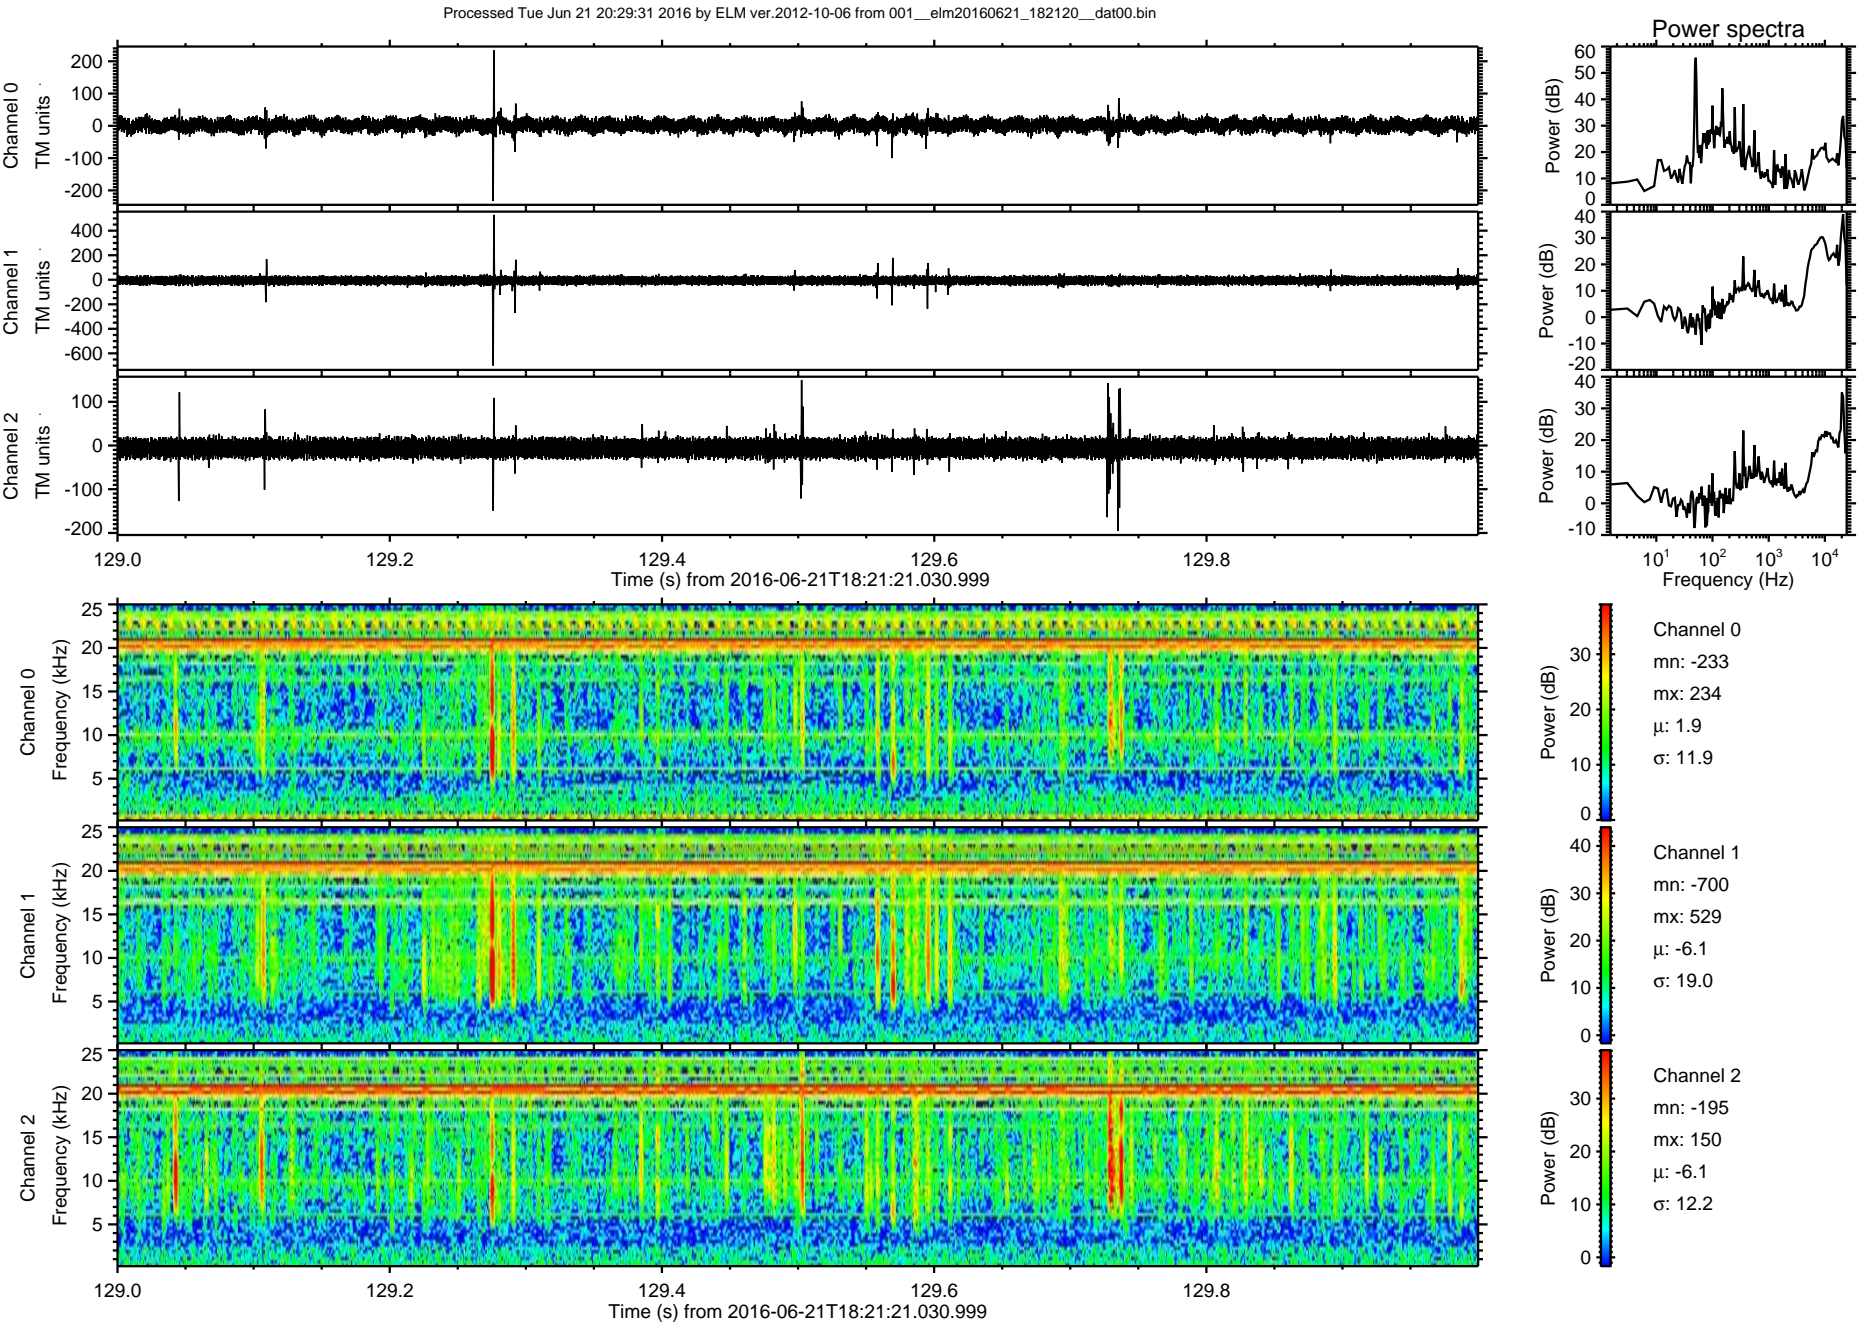 Processed Tue Jun 21 20:29:31 2016 by ELM ver.2012-10-06 from 001__elm20160621_182120__dat00.bin
Power spectra
Channel 0
TM units
200
100
0
-100
-200
Power (dB)
60
50
40
30
20
10
0
Channel 1
TM units
400
200
0
-200
-400
-600
Power (dB)
40
30
20
10
0
-10
-20
Channel 2
TM units
100
0
-100
-200
Power (dB)
40
30
20
10
0
-10
129.0 129.2 129.4 129.6 129.8
Time (s) from 2016-06-21T18:21:21.030.999
10¹ 10² 10³ 10⁴
Frequency (Hz)
Channel 0
Frequency (kHz)
25
20
15
10
5
Power (dB)
30
20
10
0
Channel 0
mn: -233
mx: 234
µ: 1.9
σ: 11.9
Channel 1
Frequency (kHz)
25
20
15
10
5
Power (dB)
40
30
20
10
0
Channel 1
mn: -700
mx: 529
µ: -6.1
σ: 19.0
Channel 2
Frequency (kHz)
25
20
15
10
5
Power (dB)
30
20
10
0
Channel 2
mn: -195
mx: 150
µ: -6.1
σ: 12.2
129.0 129.2 129.4 129.6 129.8
Time (s) from 2016-06-21T18:21:21.030.999